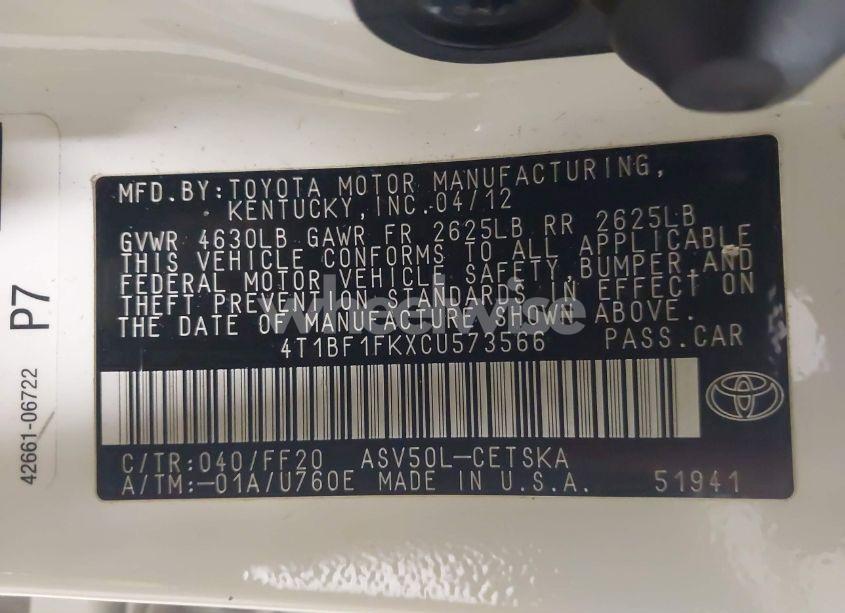 MFD.BY:TOYOTA MOTOR MANUFACTURING,
KENTUCKY,INC.04/12
GVWR 4630LB GAWR FR 2625LB RR 2625LB
THIS VEHICLE CONFORMS TO ALL APPLICABLE
FEDERAL MOTOR VEHICLE SAFETY,BUMPER,AND
THEFT PREVENTION STANDARDS IN EFFECT ON
THE DATE OF MANUFACTURE SHOWN ABOVE.
4T1BF1FKXCU573566 PASS.CAR
C/TR:040/FF20 ASV50L-CETSKA
A/TM:-01A/U760E MADE IN U.S.A. 51941
P7
42661-06722
wheelwise